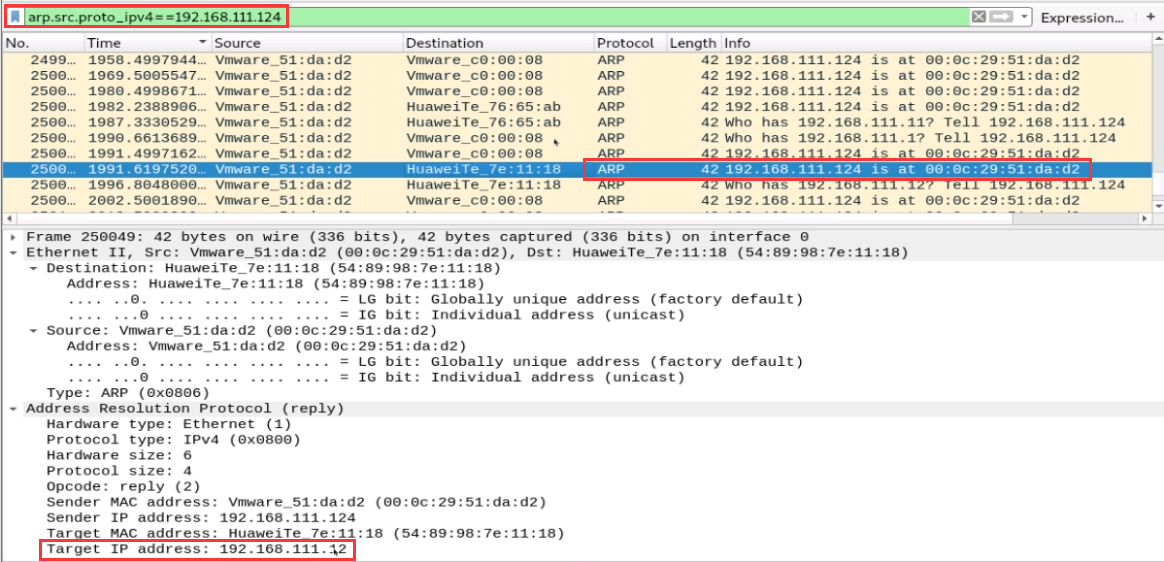 arp.src.proto_ipv4==192.168.111.124 Expression... +
No. Time Source Destination Protocol Length Info
2499… 1958.4997944… Vmware_51:da:d2 Vmware_c0:00:08 ARP 42 192.168.111.124 is at 00:0c:29:51:da:d2
2500… 1969.5005547… Vmware_51:da:d2 Vmware_c0:00:08 ARP 42 192.168.111.124 is at 00:0c:29:51:da:d2
2500… 1980.4998671… Vmware_51:da:d2 Vmware_c0:00:08 ARP 42 192.168.111.124 is at 00:0c:29:51:da:d2
2500… 1982.2388906… Vmware_51:da:d2 HuaweiTe_76:65:ab ARP 42 192.168.111.124 is at 00:0c:29:51:da:d2
2500… 1987.3330529… Vmware_51:da:d2 HuaweiTe_76:65:ab ARP 42 Who has 192.168.111.11? Tell 192.168.111.124
2500… 1990.6613689… Vmware_51:da:d2 Vmware_c0:00:08 ARP 42 Who has 192.168.111.1? Tell 192.168.111.124
2500… 1991.4997162… Vmware_51:da:d2 Vmware_c0:00:08 ARP 42 192.168.111.124 is at 00:0c:29:51:da:d2
2500… 1991.6197520… Vmware_51:da:d2 HuaweiTe_7e:11:18 ARP 42 192.168.111.124 is at 00:0c:29:51:da:d2
2500… 1996.8048000… Vmware_51:da:d2 HuaweiTe_7e:11:18 ARP 42 Who has 192.168.111.12? Tell 192.168.111.124
2500… 2002.5001890… Vmware_51:da:d2 Vmware_c0:00:08 ARP 42 192.168.111.124 is at 00:0c:29:51:da:d2
Frame 250049: 42 bytes on wire (336 bits), 42 bytes captured (336 bits) on interface 0
Ethernet II, Src: Vmware_51:da:d2 (00:0c:29:51:da:d2), Dst: HuaweiTe_7e:11:18 (54:89:98:7e:11:18)
Destination: HuaweiTe_7e:11:18 (54:89:98:7e:11:18)
Address: HuaweiTe_7e:11:18 (54:89:98:7e:11:18)
.... ..0. .... .... .... .... = LG bit: Globally unique address (factory default)
.... ...0 .... .... .... .... = IG bit: Individual address (unicast)
Source: Vmware_51:da:d2 (00:0c:29:51:da:d2)
Address: Vmware_51:da:d2 (00:0c:29:51:da:d2)
.... ..0. .... .... .... .... = LG bit: Globally unique address (factory default)
.... ...0 .... .... .... .... = IG bit: Individual address (unicast)
Type: ARP (0x0806)
Address Resolution Protocol (reply)
Hardware type: Ethernet (1)
Protocol type: IPv4 (0x0800)
Hardware size: 6
Protocol size: 4
Opcode: reply (2)
Sender MAC address: Vmware_51:da:d2 (00:0c:29:51:da:d2)
Sender IP address: 192.168.111.124
Target MAC address: HuaweiTe_7e:11:18 (54:89:98:7e:11:18)
Target IP address: 192.168.111.12